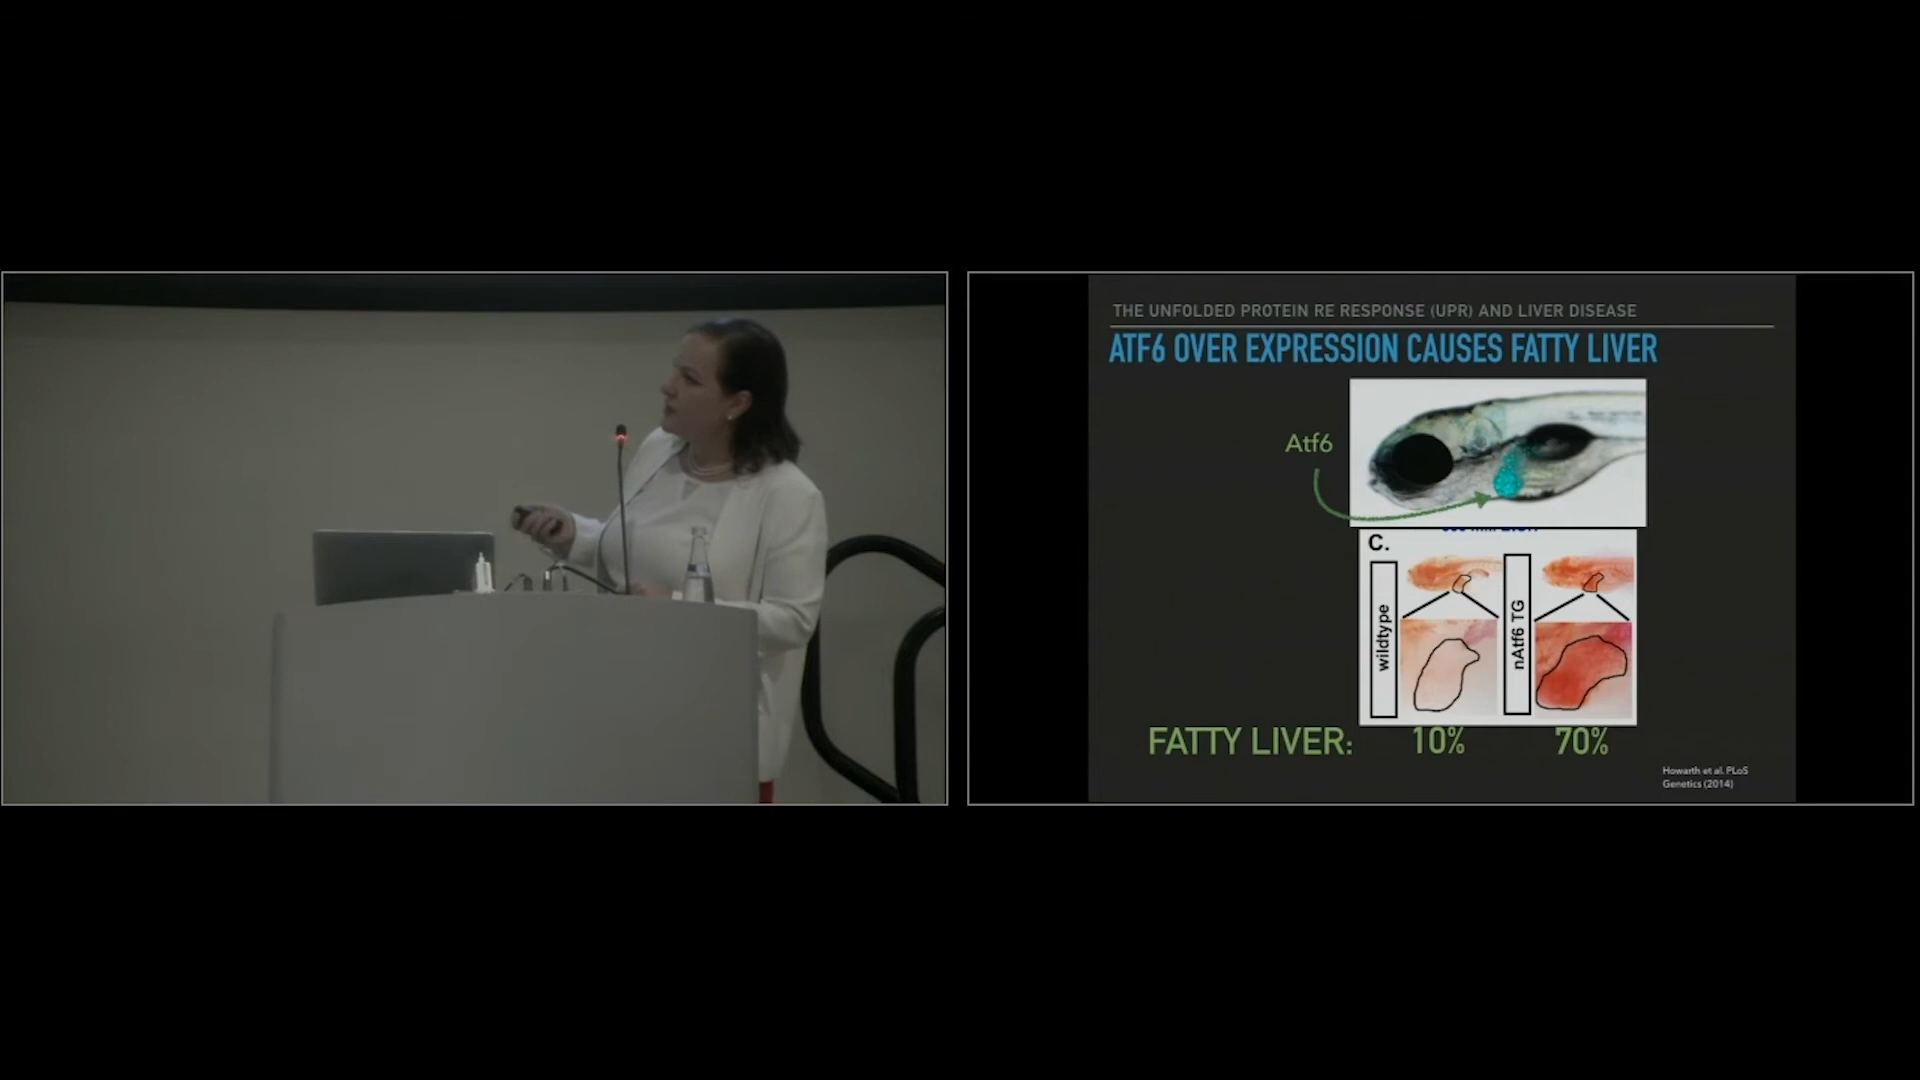 THE UNFOLDED PROTEIN RE RESPONSE (UPR) AND LIVER DISEASE
ATF6 OVER EXPRESSION CAUSES FATTY LIVER
Atf6
C.
wildtype
nAtf6 TG
FATTY LIVER: 10% 70%
Howarth et al. PLoS
Genetics (2014)